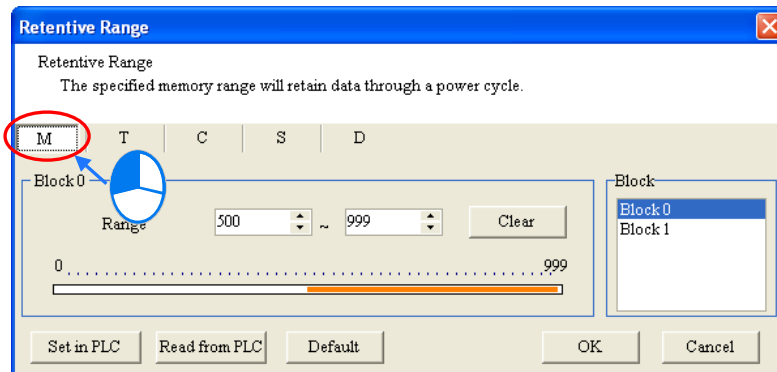 Retentive Range
Retentive Range
The specified memory range will retain data through a power cycle.
M T C S D
Block 0
Range 500 ~ 999 Clear
0 999
Block
Block 0
Block 1
Set in PLC Read from PLC Default OK Cancel